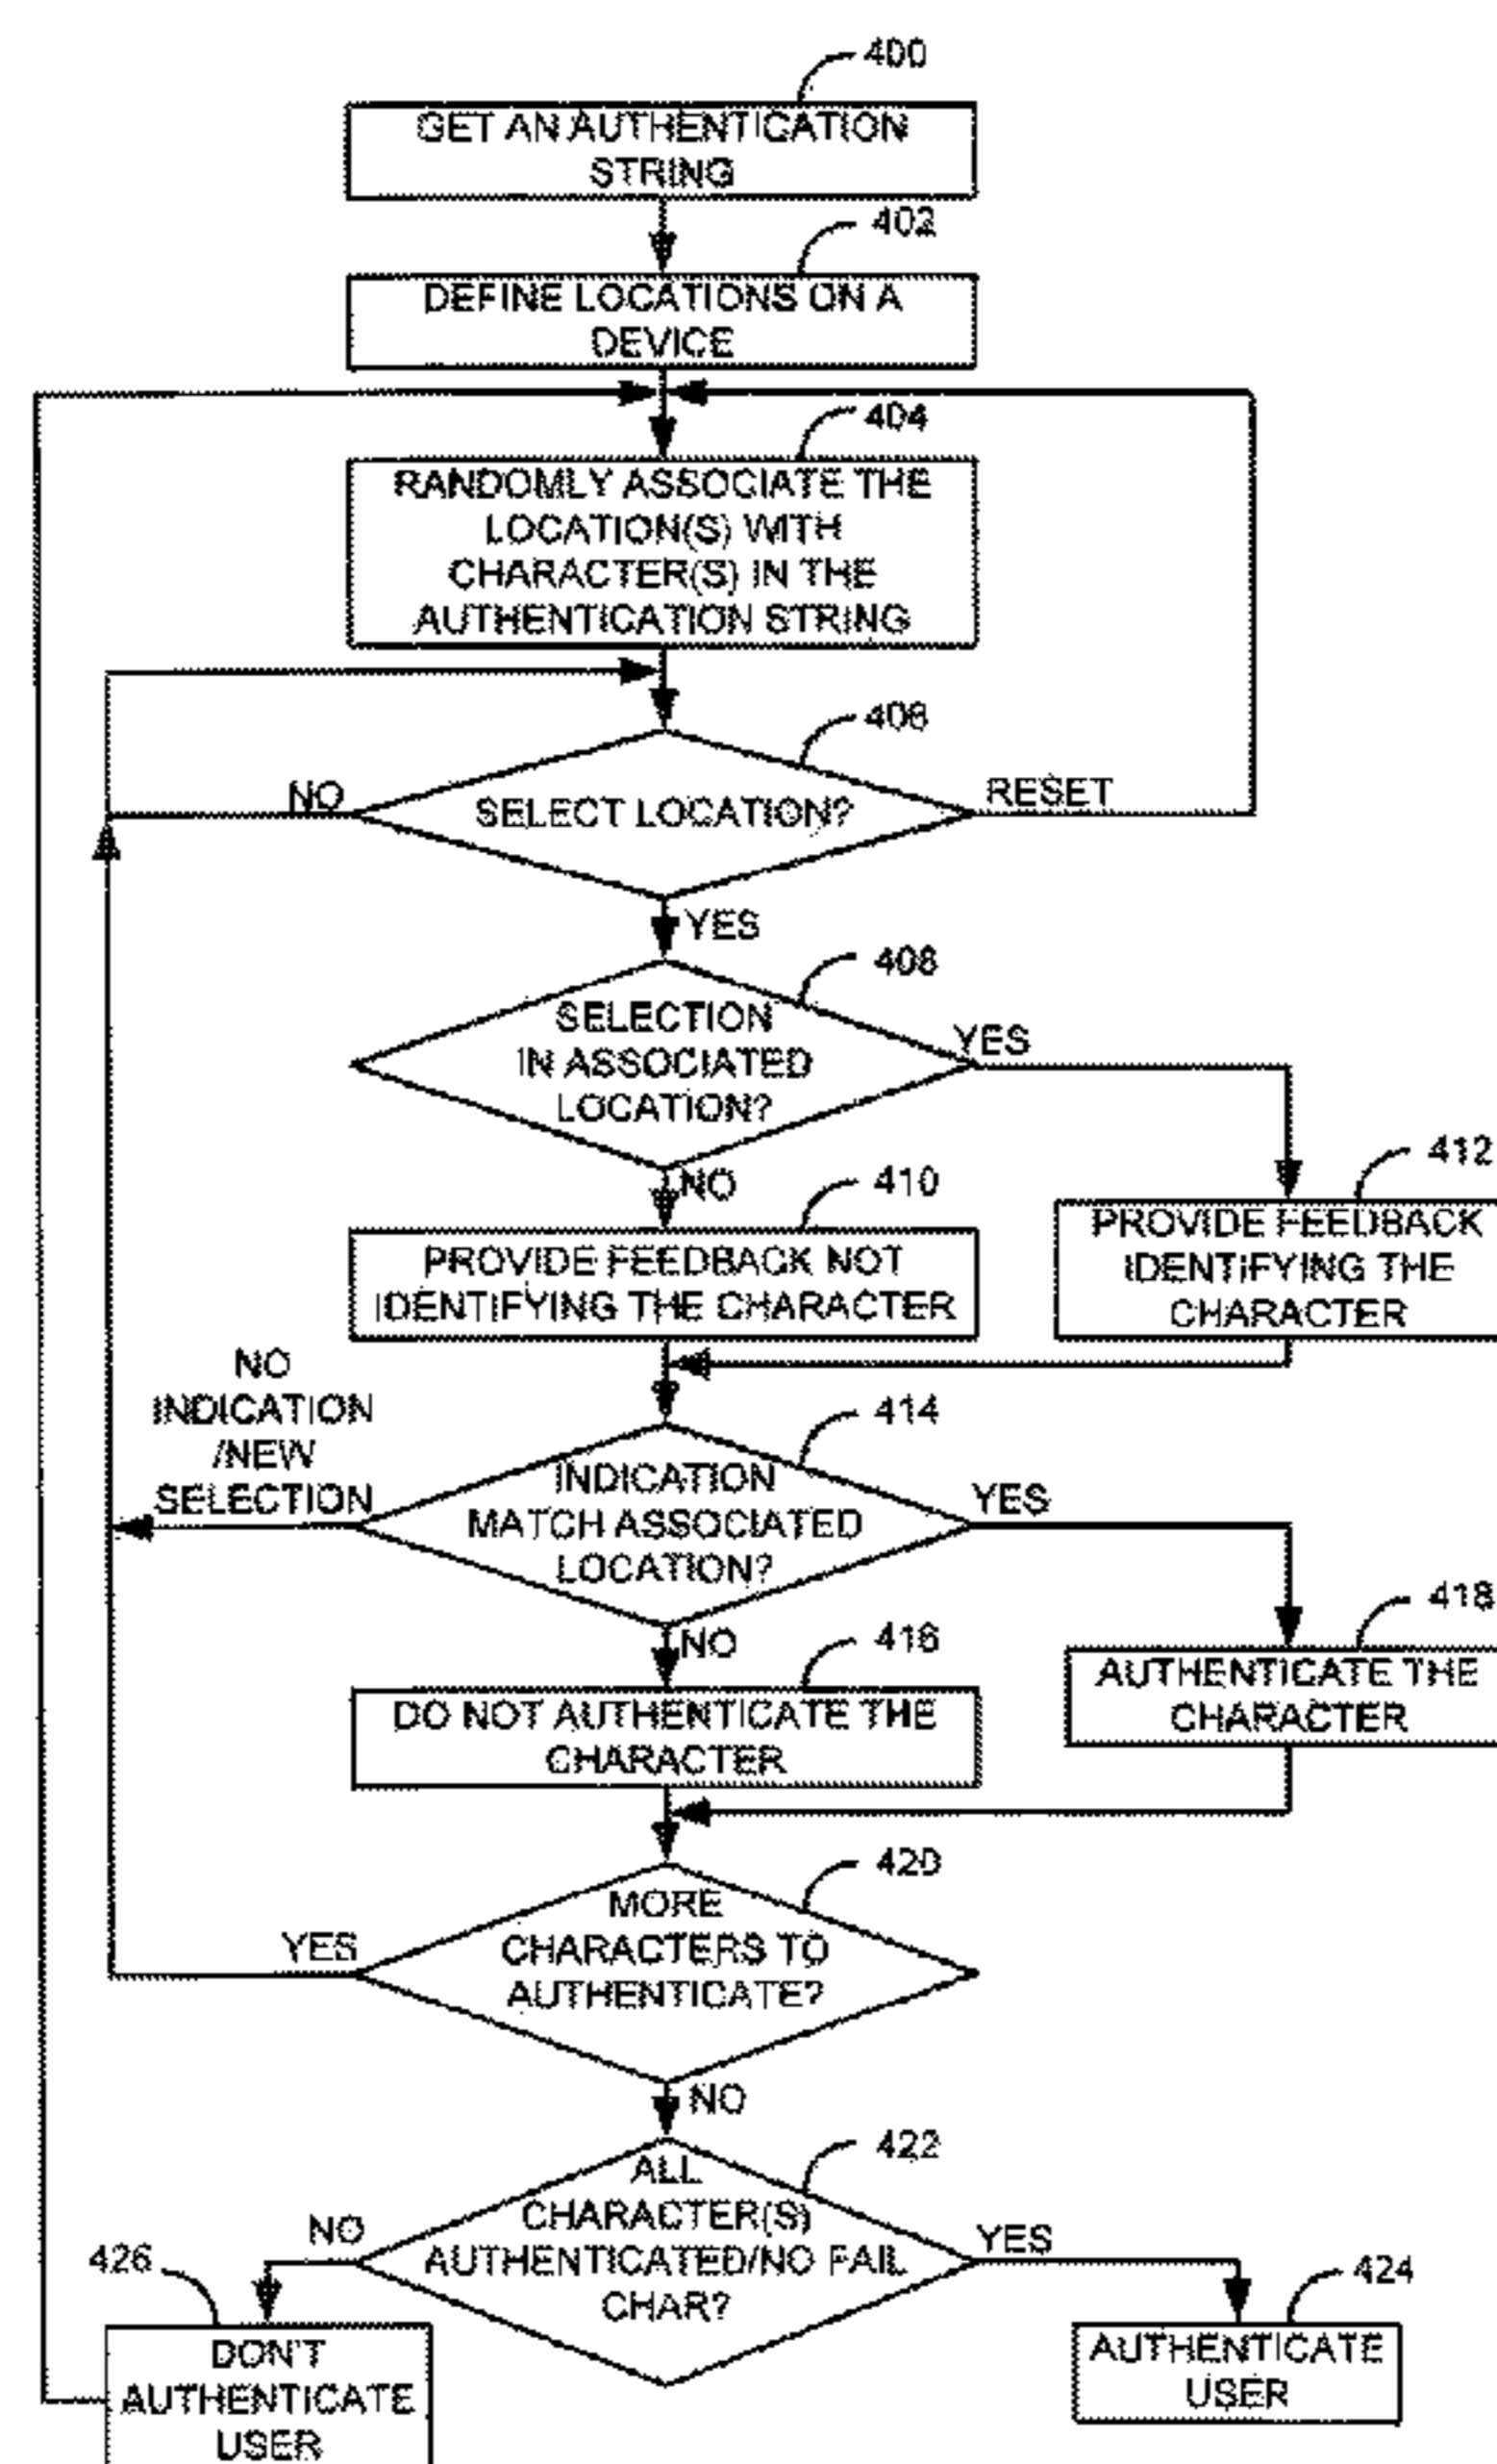 400
GET AN AUTHENTICATION
STRING
402
DEFINE LOCATIONS ON A
DEVICE
404
RANDOMLY ASSOCIATE THE
LOCATION(S) WITH
CHARACTER(S) IN THE
AUTHENTICATION STRING
406
NO
SELECT LOCATION?
RESET
YES
408
SELECTION
IN ASSOCIATED
LOCATION?
YES
NO
410
412
PROVIDE FEEDBACK NOT
IDENTIFYING THE CHARACTER
PROVIDE FEEDBACK
IDENTIFYING THE
CHARACTER
NO
INDICATION
/NEW
SELECTION
414
INDICATION
MATCH ASSOCIATED
LOCATION?
YES
NO
416
418
DO NOT AUTHENTICATE THE
CHARACTER
AUTHENTICATE THE
CHARACTER
420
MORE
CHARACTERS TO
AUTHENTICATE?
YES
NO
422
ALL
CHARACTER(S)
AUTHENTICATED/NO FAIL
CHAR?
NO
YES
426
424
DON'T
AUTHENTICATE
USER
AUTHENTICATE
USER